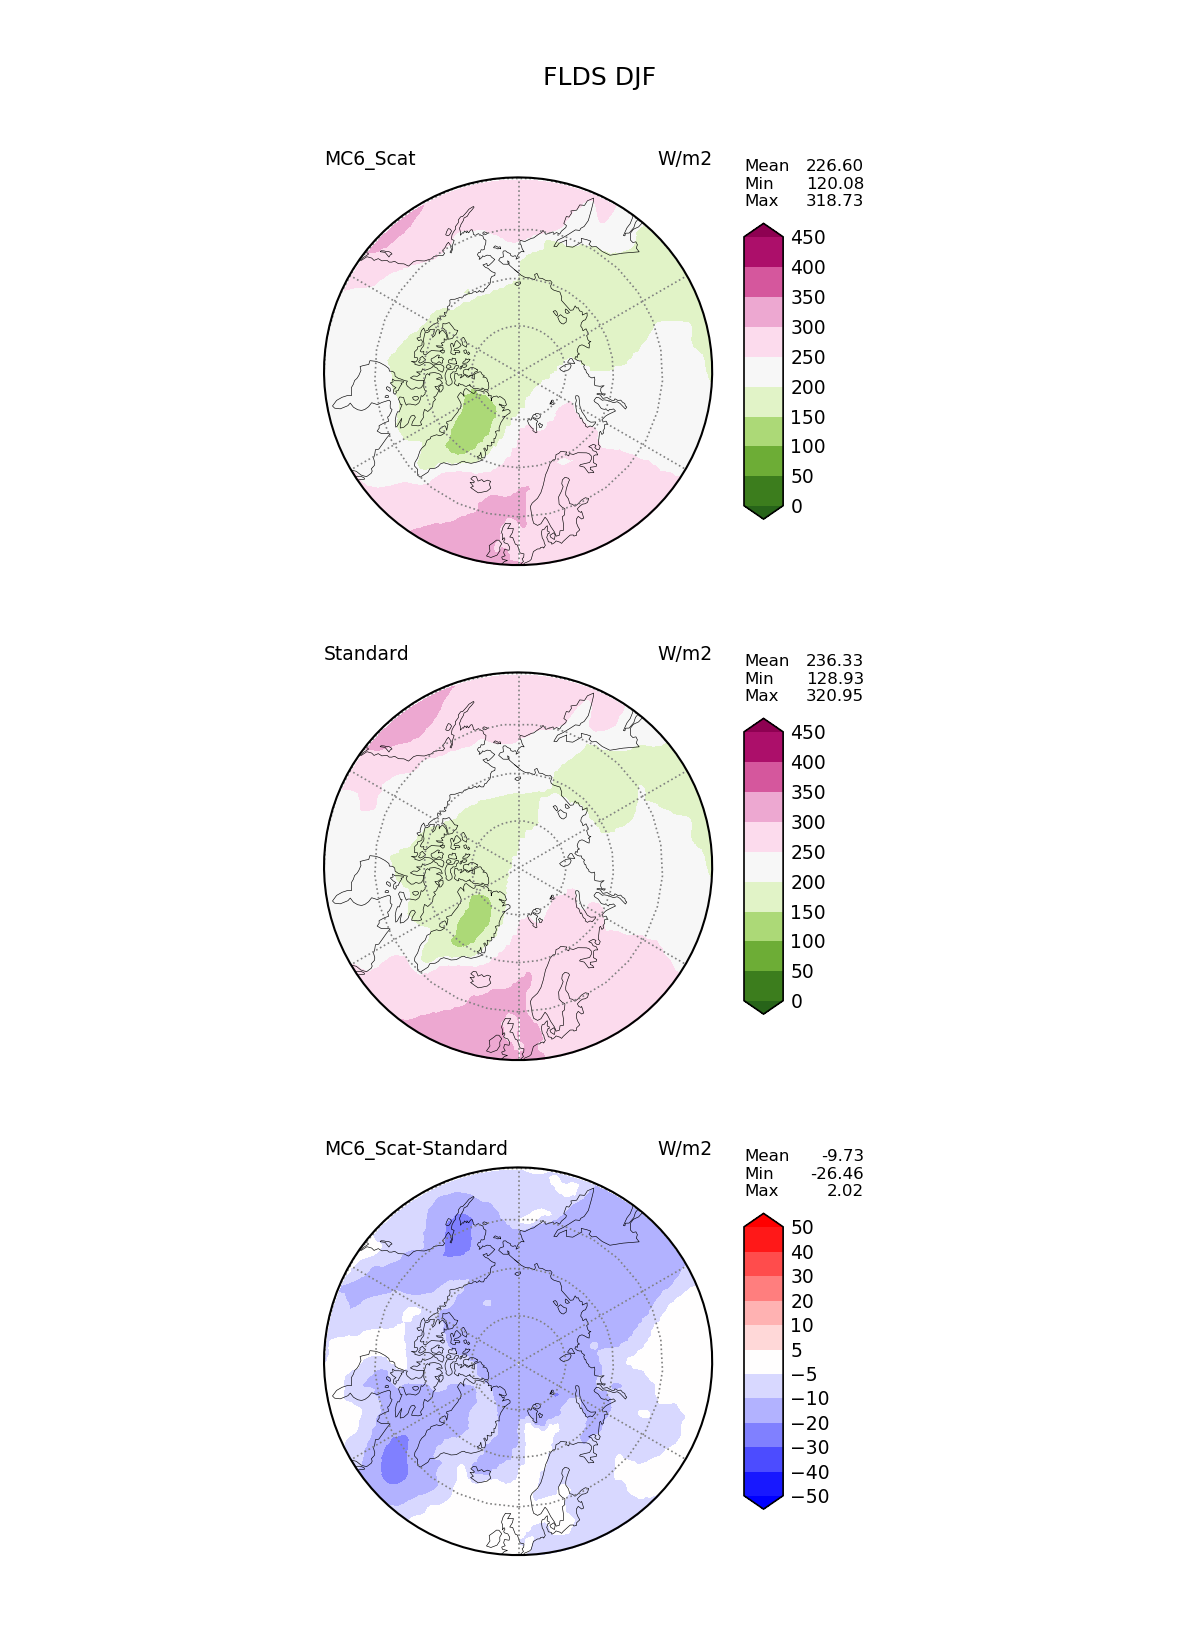 FLDS DJF
MC6_Scat W/m2
Mean 226.60
Min 120.08
Max 318.73
450
400
350
300
250
200
150
100
50
0
Standard W/m2
Mean 236.33
Min 128.93
Max 320.95
450
400
350
300
250
200
150
100
50
0
MC6_Scat-Standard W/m2
Mean -9.73
Min -26.46
Max 2.02
50
40
30
20
10
5
−5
−10
−20
−30
−40
−50